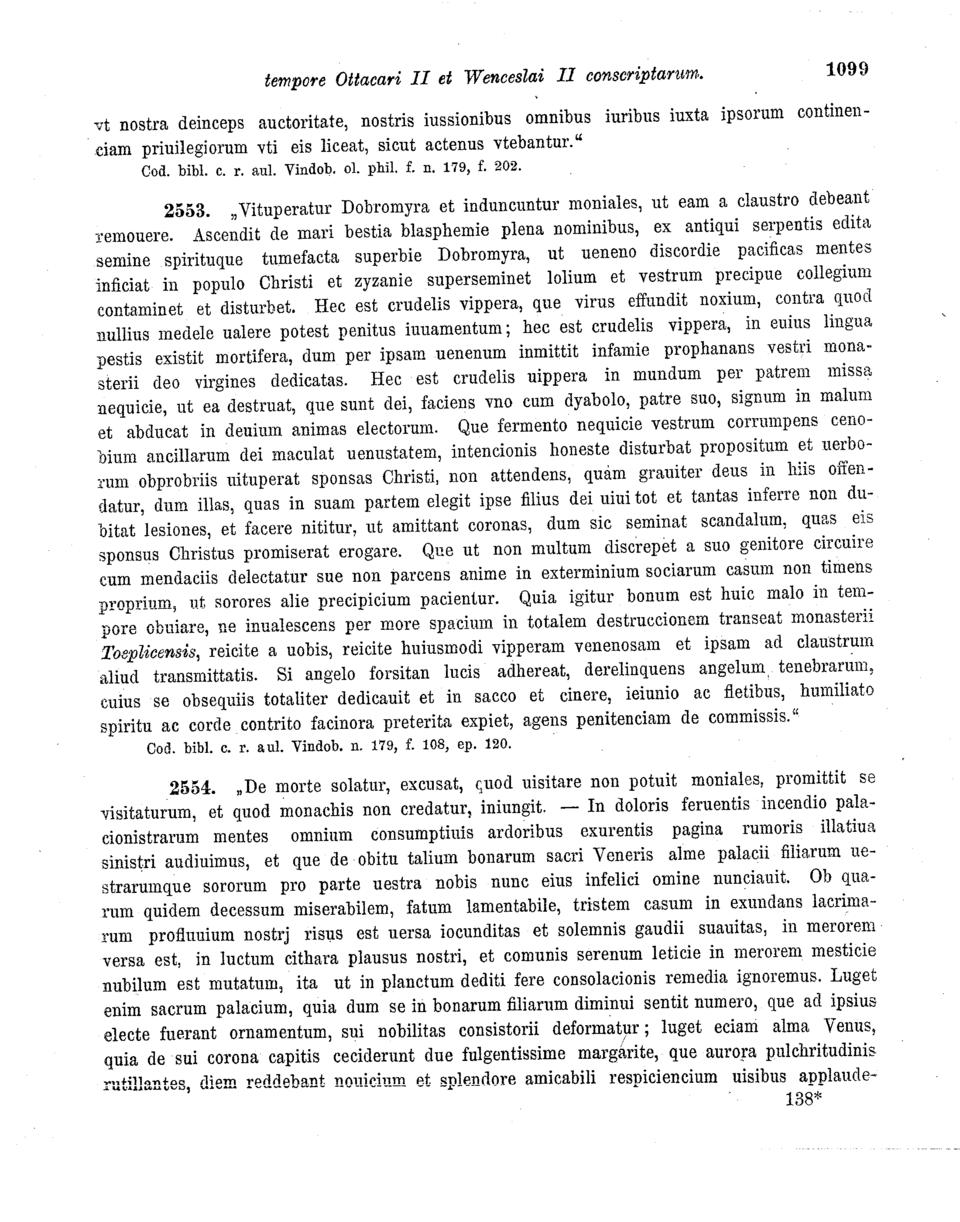 tempore Ottacari II et Wenceslai II conscriptarum. 1099
vt nostra deinceps auctoritate, nostris iussionibus omnibus iuribus iuxta ipsorum continen-
ciam priuilegiorum vti eis liceat, sicut actenus vtebantur.“
Cod. bibl. c. r. aul. Vindob. ol. phil. f. n. 179, f. 202.
2553. „Vituperatur Dobromyra et induncuntur moniales, ut eam a claustro debeant
remouere. Ascendit de mari bestia blasphemie plena nominibus, ex antiqui serpentis edita
semine spirituque tumefacta superbie Dobromyra, ut ueneno discordie pacificas mentes
inficiat in populo Christi et zyzanie superseminet lolium et vestrum precipue collegium
contaminet et disturbet. Hec est crudelis vippera, que virus effundit noxium, contra quod
nullius medele ualere potest penitus iuuamentum; hec est crudelis vippera, in euius lingua
pestis existit mortifera, dum per ipsam uenenum inmittit infamie prophanans vestri mona-
sterii deo virgines dedicatas. Hec est crudelis uippera in mundum per patrem missa
nequicie, ut ea destruat, que sunt dei, faciens vno cum dyabolo, patre suo, signum in malum
et abducat in deuium animas electorum. Que fermento nequicie vestrum corrumpens ceno-
bium ancillarum dei maculat uenustatem, intencionis honeste disturbat propositum et uerbo-
rum obprobriis uituperat sponsas Christi, non attendens, quam grauiter deus in hiis offen-
datur, dum illas, quas in suam partem elegit ipse filius dei uiui tot et tantas inferre non du-
bitat lesiones, et facere nititur, ut amittant coronas, dum sic seminat scandalum, quas eis
sponsus Christus promiserat erogare. Que ut non multum discrepet a suo genitore circuire
cum mendaciis delectatur sue non parcens anime in exterminium sociarum casum non timens
proprium, ut sorores alie precipicium pacientur. Quia igitur bonum est huic malo in tem-
pore obuiare, ne inualescens per more spacium in totalem destruccionem transeat monasterii
Toeplicensis, reicite a uobis, reicite huiusmodi vipperam venenosam et ipsam ad claustrum
aliud transmittatis. Si angelo forsitan lucis adhereat, derelinquens angelum tenebrarum,
cuius se obsequiis totaliter dedicauit et in sacco et cinere, ieiunio ac fletibus, humiliato
spiritu ac corde contrito facinora preterita expiet, agens penitenciam de commissis.“
Cod. bibl. c. r. aul. Vindob. n. 179, f. 108, ep. 120.
2554. „De morte solatur, excusat, quod uisitare non potuit moniales, promittit se
visitaturum, et quod monachis non credatur, iniungit. — In doloris feruentis incendio pala-
cionistrarum mentes omnium consumptiuis ardoribus exurentis pagina rumoris illatiua
sinistri audiuimus, et que de obitu talium bonarum sacri Veneris alme palacii filiarum ue-
strarumque sororum pro parte uestra nobis nunc eius infelici omine nunciauit. Ob qua-
rum quidem decessum miserabilem, fatum lamentabile, tristem casum in exundans lacrima-
rum profluuium nostrj risus est uersa iocunditas et solemnis gaudii suauitas, in merorem
versa est, in luctum cithara plausus nostri, et comunis serenum leticie in merorem mesticie
nubilum est mutatum, ita ut in planctum dediti fere consolacionis remedia ignoremus. Luget
enim sacrum palacium, quia dum se in bonarum filiarum diminui sentit numero, que ad ipsius
electe fuerant ornamentum, sui nobilitas consistorii deformatur; luget eciam alma Venus,
quia de sui corona capitis ceciderunt due fulgentissime margarite, que aurora pulchritudinis
rutillantes, diem reddebant nouicium et splendore amicabili respiciencium uisibus applaude-
138*